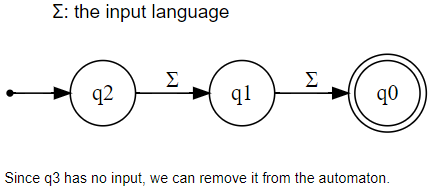 Σ: the input language
Σ Σ
q2 q1 q0
Since q3 has no input, we can remove it from the automaton.